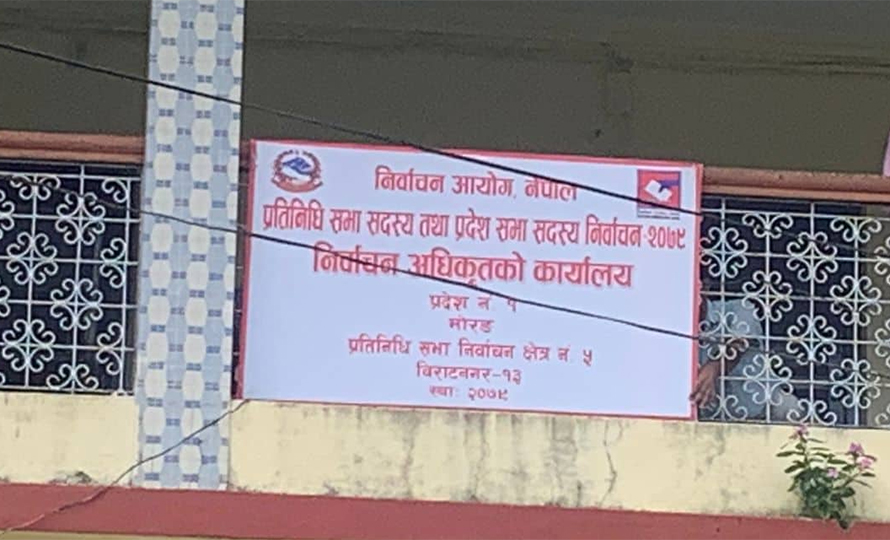 निर्वाचन आयोग, नेपाल
प्रतिनिधि सभा सदस्य तथा प्रदेश सभा सदस्य निर्वाचन-२०७९
निर्वाचन अधिकृतको कार्यालय
प्रदेश नं. १
मोरङ
प्रतिनिधि सभा निर्वाचन क्षेत्र नं. ५
विराटनगर-१३
स्थाः २०७९